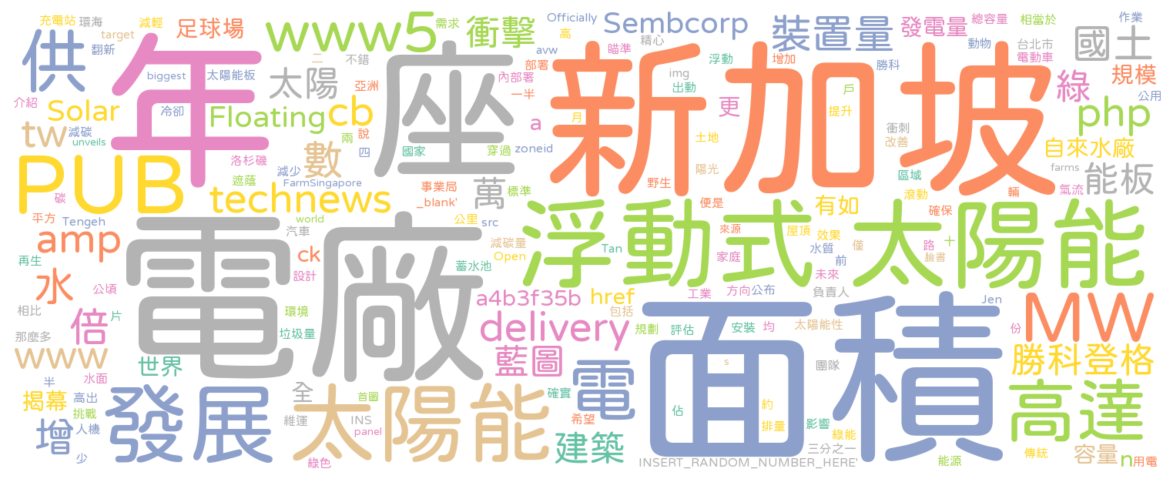 充電站 環海 減輕 足球場 www5 衝擊 Sembcorp 裝置量 發電量 總容量 相當於 作業
target 翻新 供 年 座 需求 Officially 高 瞄準 精心 動物 台北市 電動車 國土
biggest 太陽能板 太陽 二 不錯 avw 部署 內部署 亞洲 一半 img 出動 浮動 增加 勝科 戶 綠 規模
介紹 Solar 冷卻 Floating cb 兩 a 新加坡 更 提升 衝刺 改善 php 公用
tw 減碳 unveils 洛杉磯 數 說 四 國家 穿過 zoneid 土地 陽光 區域 自來水廠
PUB 碳 遮蔭 減少 FarmSingapore 萬 事業局 _blank' 標準 野生 便是 滾動 輛 farms 能板
technews 平方 Tengeh world 公里 src 浮動式 太陽能 來源 屋頂 有如 確保 氣流
amp 汽車 ck 減碳量 Open Tan 家庭 效果 水質 僅 前 路 十 臉書
再生 水 公頃 電廠 設計 蓄水池 a4b3f35b href 工業 方向 公布 未來 負責人 Jen
相比 倍 片 環境 垃圾量 delivery 包括 規劃 評估 安裝 均 太陽能性 份 MW
那麼多 www 世界 藍圖 面積 團隊 勝科登格
半 水面 揭幕 高出 全 首圖 確實 電 s 約 高達
挑戰 發展 維運 INS 太陽能 希望 佔 排量 影響 綠能
增 人機 panel 建築 三分之一 傳統 容量 n 用電
少 綠色 INSERT_RANDOM_NUMBER_HERE' 能源 月